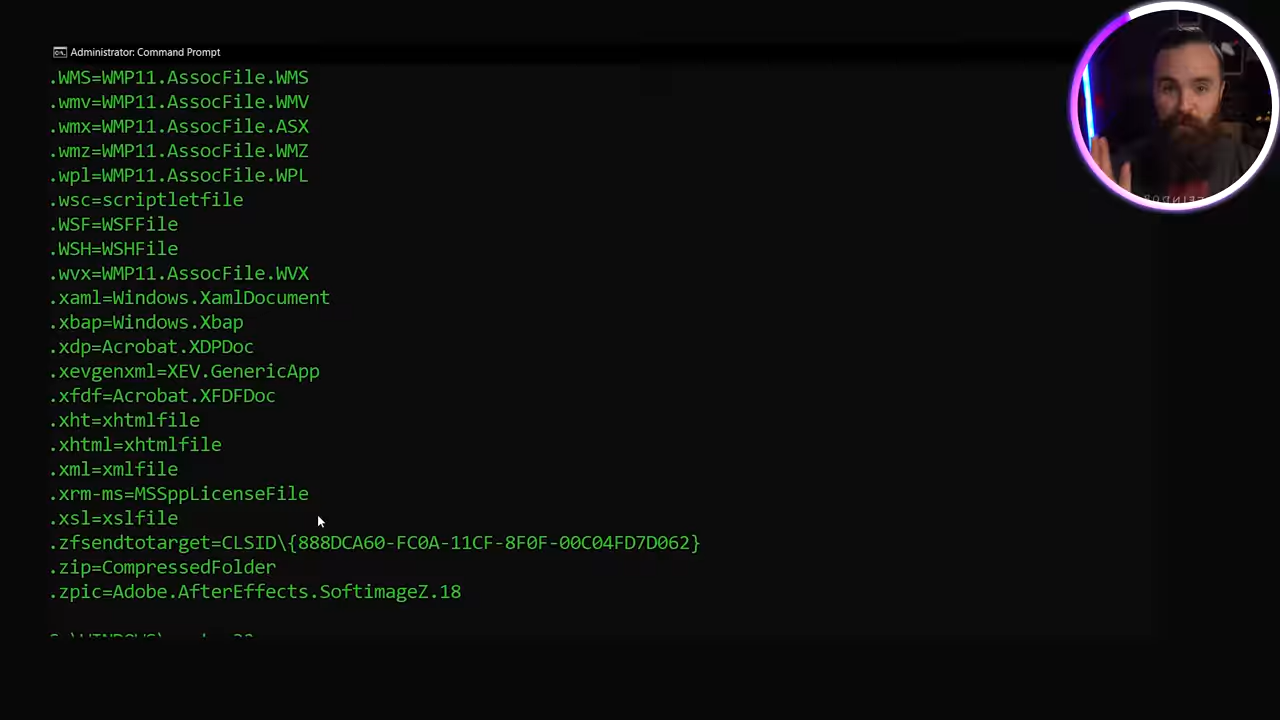 Administrator: Command Prompt
.WMS=WMP11.AssocFile.WMS
.wmv=WMP11.AssocFile.WMV
.wmx=WMP11.AssocFile.ASX
.wmz=WMP11.AssocFile.WMZ
.wpl=WMP11.AssocFile.WPL
.wsc=scriptletfile
.WSF=WSFFile
.WSH=WSHFile
.wvx=WMP11.AssocFile.WVX
.xaml=Windows.XamlDocument
.xbap=Windows.Xbap
.xdp=Acrobat.XDPDoc
.xevgenxml=XEV.GenericApp
.xfdf=Acrobat.XFDFDoc
.xht=xhtmlfile
.xhtml=xhtmlfile
.xml=xmlfile
.xrm-ms=MSSppLicenseFile
.xsl=xslfile
.zfsendtotarget=CLSID\{888DCA60-FC0A-11CF-8F0F-00C04FD7D062}
.zip=CompressedFolder
.zpic=Adobe.AfterEffects.SoftimageZ.18